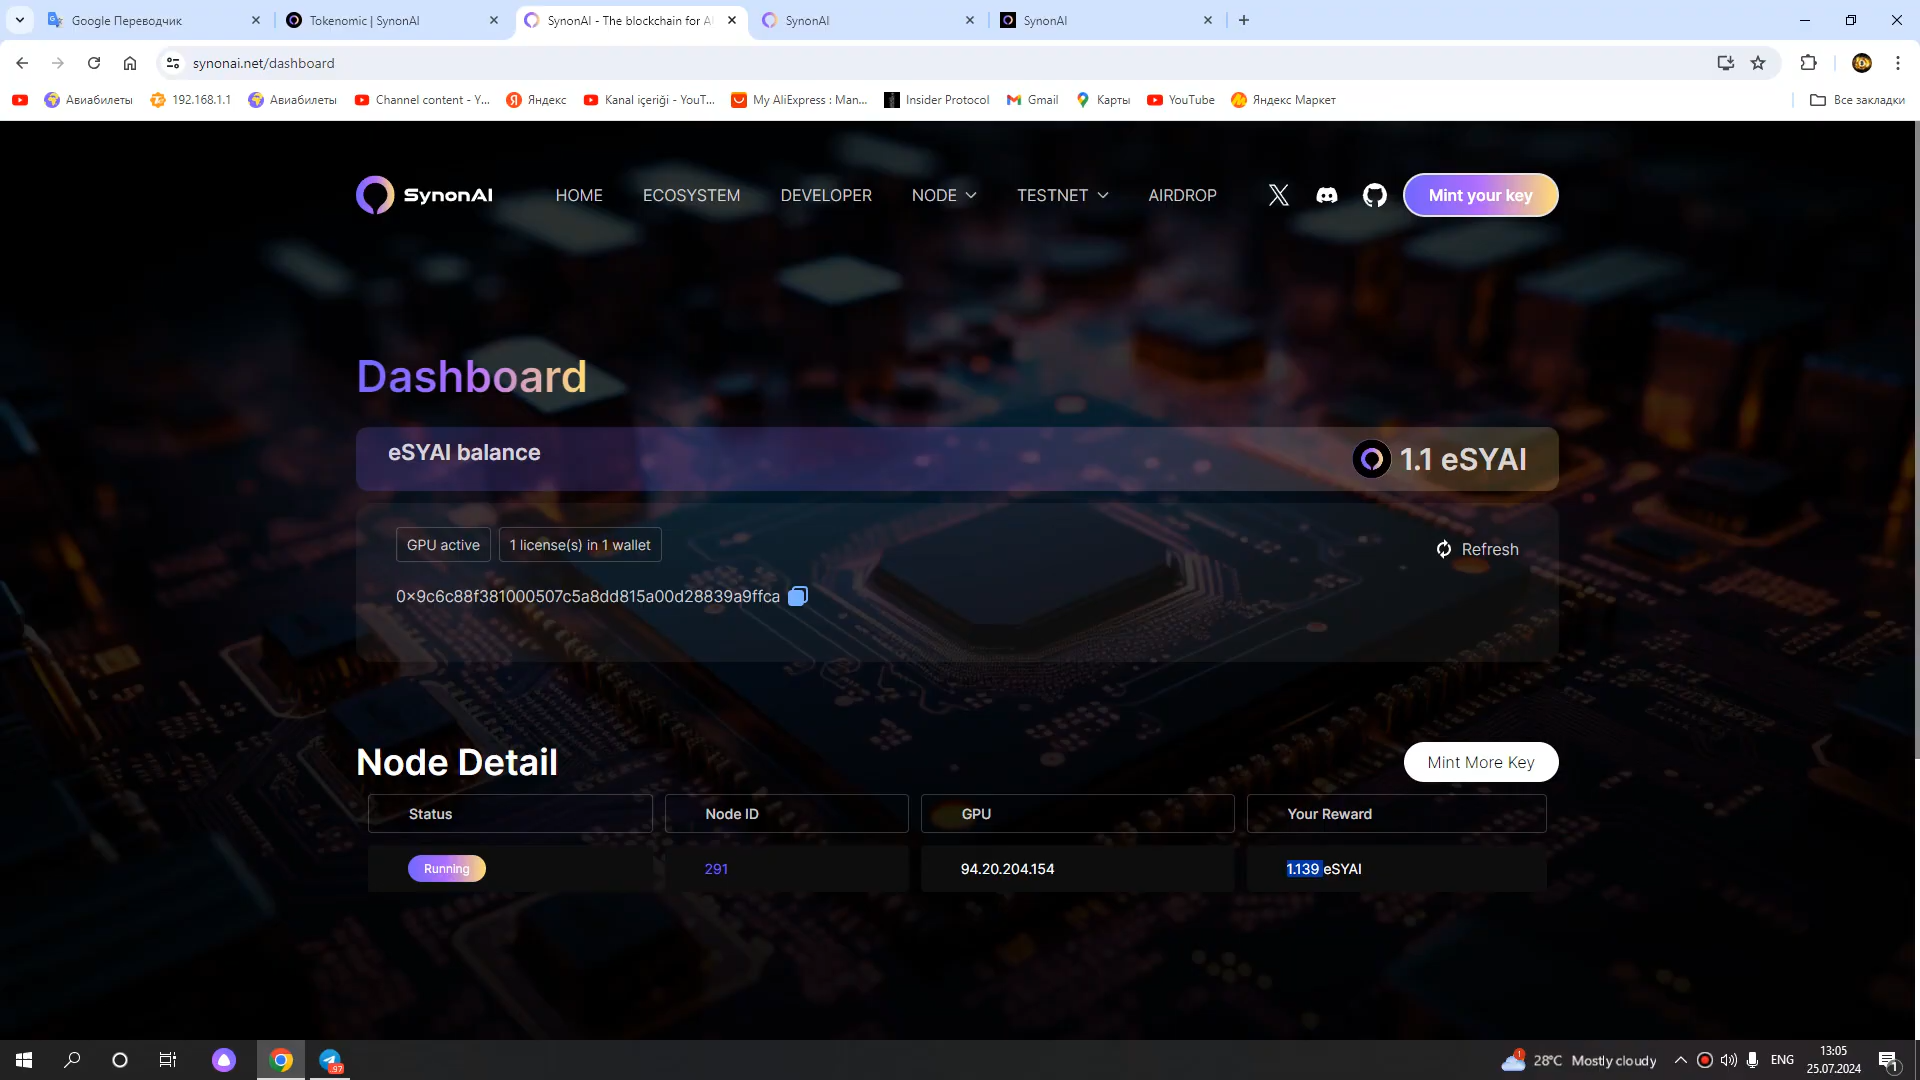 Google Переводчик
Tokenomic | SynonAI
SynonAI - The blockchain for AI
SynonAI
SynonAI
synonai.net/dashboard
Авиабилеты
192.168.1.1
Авиабилеты
Channel content - Y...
Яндекс
Kanal içeriği - YouT...
My AliExpress : Man...
Insider Protocol
Gmail
Карты
YouTube
Яндекс Маркет
Все закладки
SynonAI
HOME
ECOSYSTEM
DEVELOPER
NODE
TESTNET
AIRDROP
Mint your key
Dashboard
eSYAI balance
1.1 eSYAI
GPU active
1 license(s) in 1 wallet
Refresh
0x9c6c88f381000507c5a8dd815a00d28839a9ffca
Node Detail
Mint More Key
Status
Node ID
GPU
Your Reward
Running
291
94.20.204.154
1.139 eSYAI
97
1
28°C Mostly cloudy
ENG
13:05
25.07.2024
1